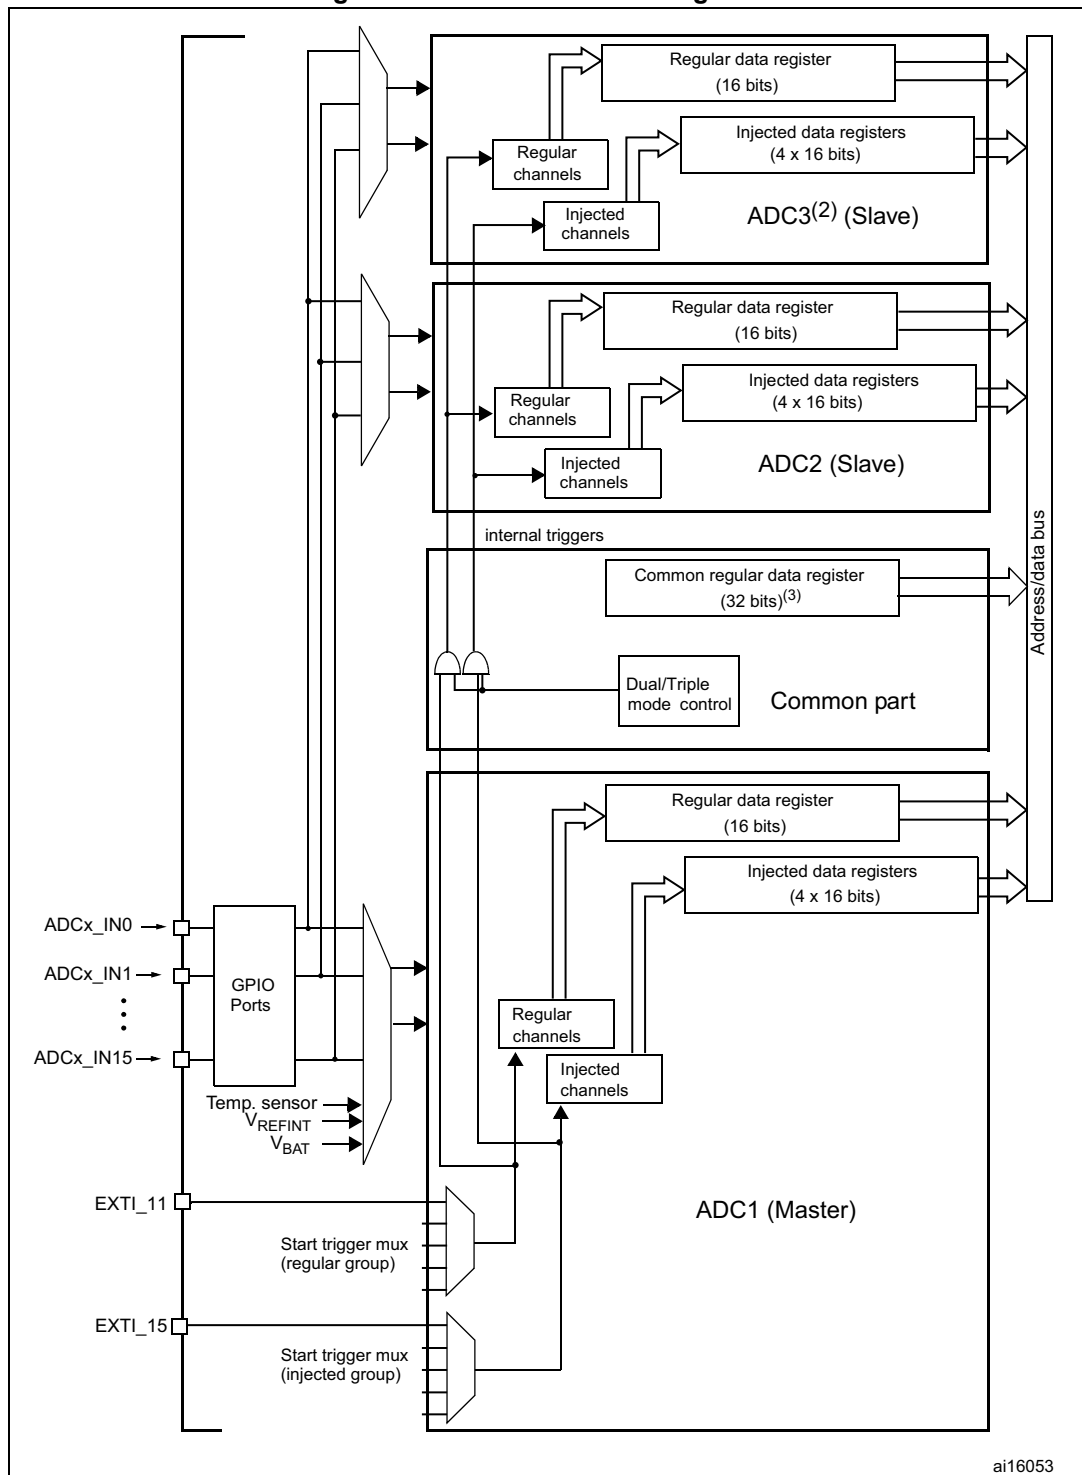 Regular data register
(16 bits)
Injected data registers
(4 x 16 bits)
Regular
channels
Injected
channels
ADC3(2) (Slave)
Regular data register
(16 bits)
Injected data registers
(4 x 16 bits)
Regular
channels
Injected
channels
ADC2 (Slave)
internal triggers
Common regular data register
(32 bits)(3)
Dual/Triple
mode control
Common part
Address/data bus
Regular data register
(16 bits)
Injected data registers
(4 x 16 bits)
ADCx_IN0
ADCx_IN1
ADCx_IN15
GPIO
Ports
Regular
channels
Injected
channels
Temp. sensor
VREFINT
VBAT
EXTI_11
Start trigger mux
(regular group)
ADC1 (Master)
EXTI_15
Start trigger mux
(injected group)
ai16053